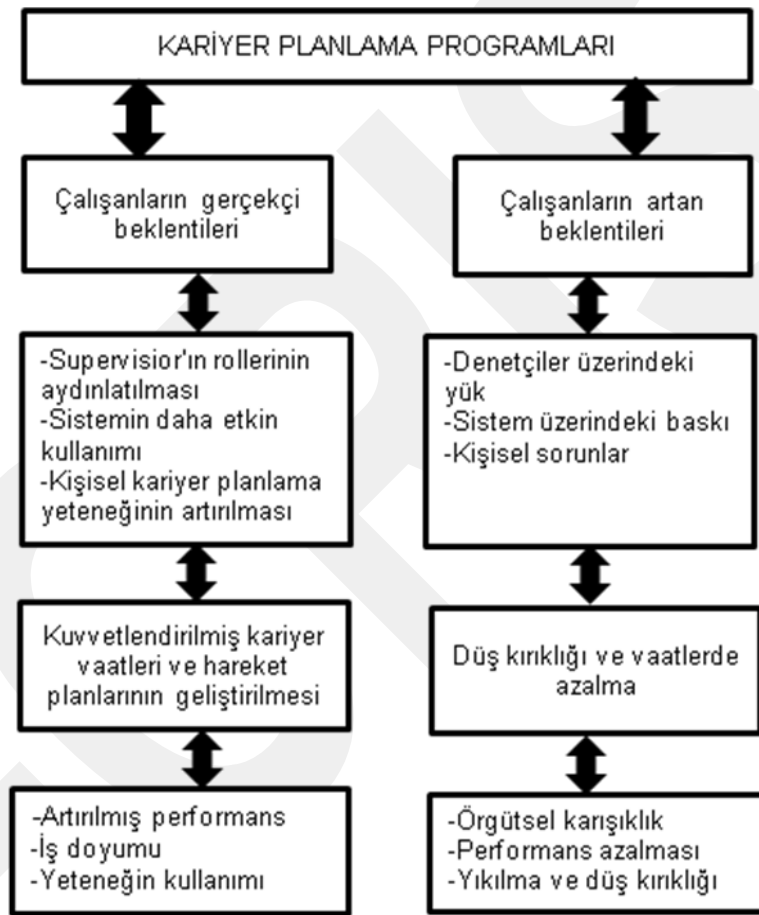 KARİYER PLANLAMA PROGRAMLARI
Çalışanların gerçekçi
beklentileri
Çalışanların artan
beklentileri
-Supervisior'ın rollerinin
aydınlatılması
-Sistemin daha etkin
kullanımı
-Kişisel kariyer planlama
yeteneğinin artırılması
-Denetçiler üzerindeki
yük
-Sistem üzerindeki baskı
-Kişisel sorunlar
Kuvvetlendirilmiş kariyer
vaatleri ve hareket
planlarının geliştirilmesi
Düş kırıklığı ve vaatlerde
azalma
-Artırılmış performans
-İş doyumu
-Yeteneğin kullanımı
-Örgütsel karışıklık
-Performans azalması
-Yıkılma ve düş kırıklığı